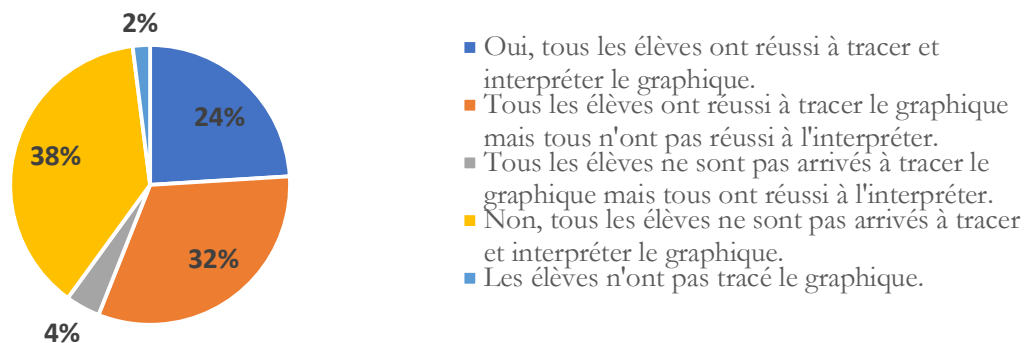 2%
24%
38%
32%
4%
Oui, tous les élèves ont réussi à tracer et
interpréter le graphique.
Tous les élèves ont réussi à tracer le graphique
mais tous n'ont pas réussi à l'interpréter.
Tous les élèves ne sont pas arrivés à tracer le
graphique mais tous ont réussi à l'interpréter.
Non, tous les élèves ne sont pas arrivés à tracer
et interpréter le graphique.
Les élèves n'ont pas tracé le graphique.